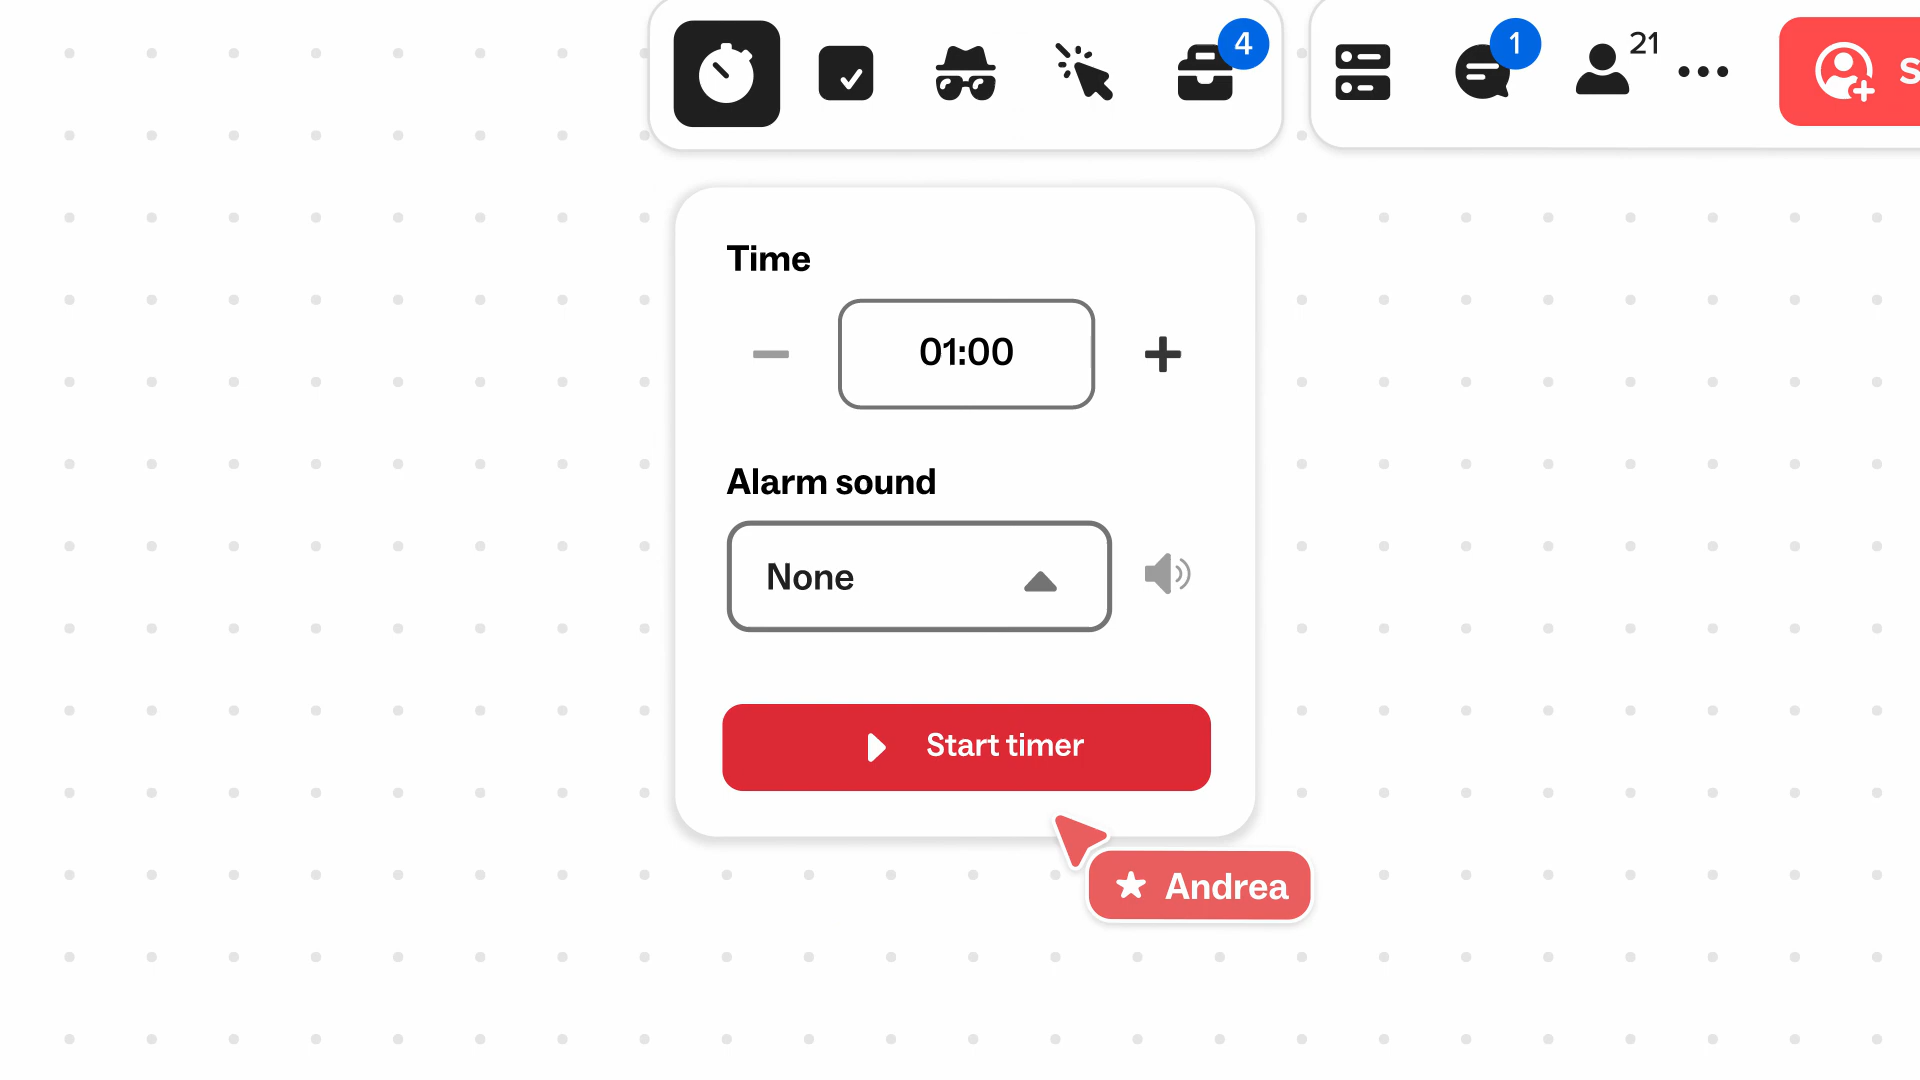 4
1
21
S
Time
01:00
Alarm sound
None
Start timer
Andrea